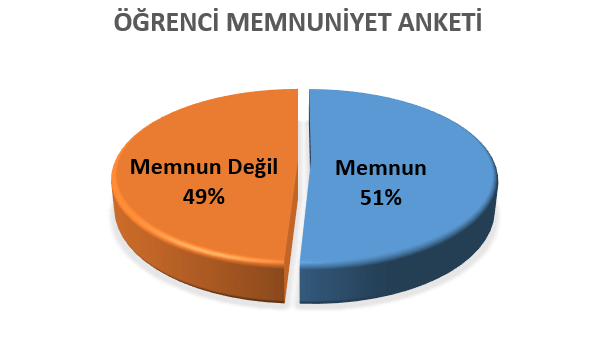 ÖĞRENCİ MEMNUNİYET ANKETİ
Memnun Değil
49%
Memnun
51%